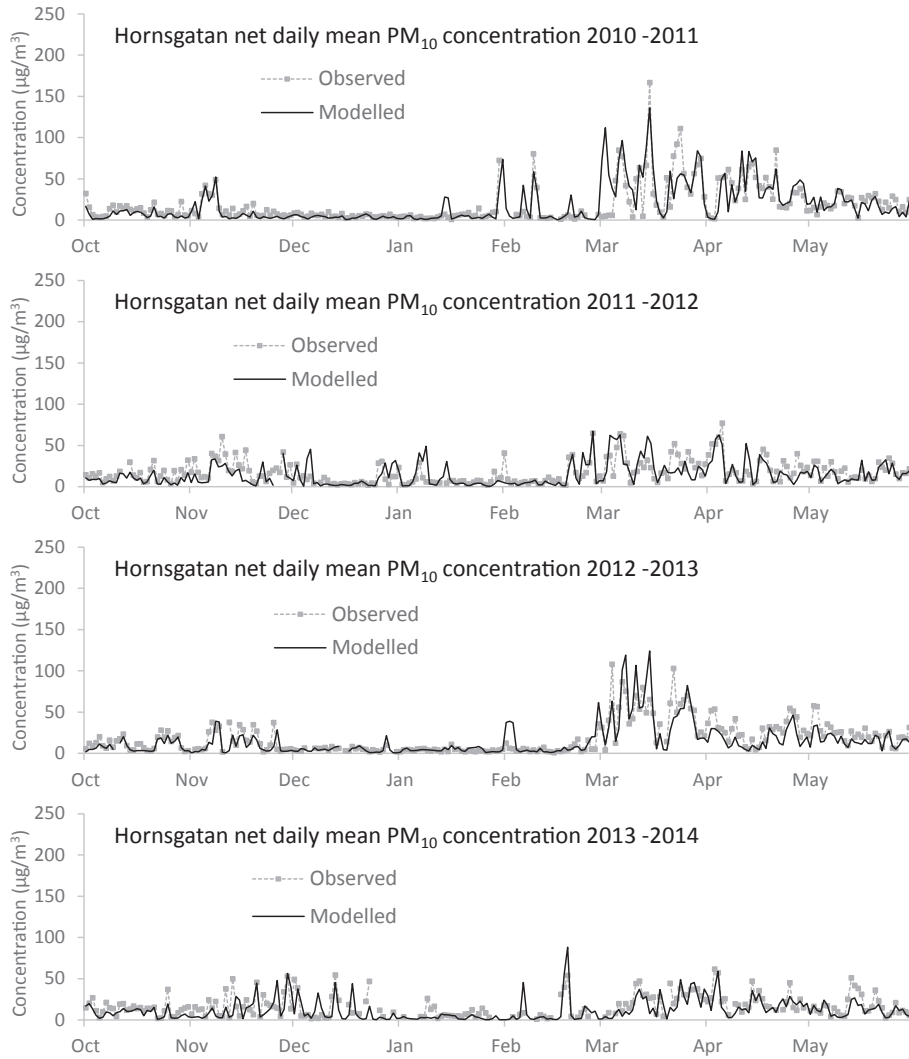 250
Hornsgatan net daily mean PM₁₀ concentration 2010 -2011
200
Observed
150
Modelled
100
50
0
Concentration (µg/m³)
Oct Nov Dec Jan Feb Mar Apr May
250
Hornsgatan net daily mean PM₁₀ concentration 2011 -2012
200
Observed
150
Modelled
100
50
0
Concentration (µg/m³)
Oct Nov Dec Jan Feb Mar Apr May
250
Hornsgatan net daily mean PM₁₀ concentration 2012 -2013
200
Observed
150
Modelled
100
50
0
Concentration (µg/m³)
Oct Nov Dec Jan Feb Mar Apr May
250
Hornsgatan net daily mean PM₁₀ concentration 2013 -2014
200
Observed
150
Modelled
100
50
0
Concentration (µg/m³)
Oct Nov Dec Jan Feb Mar Apr May